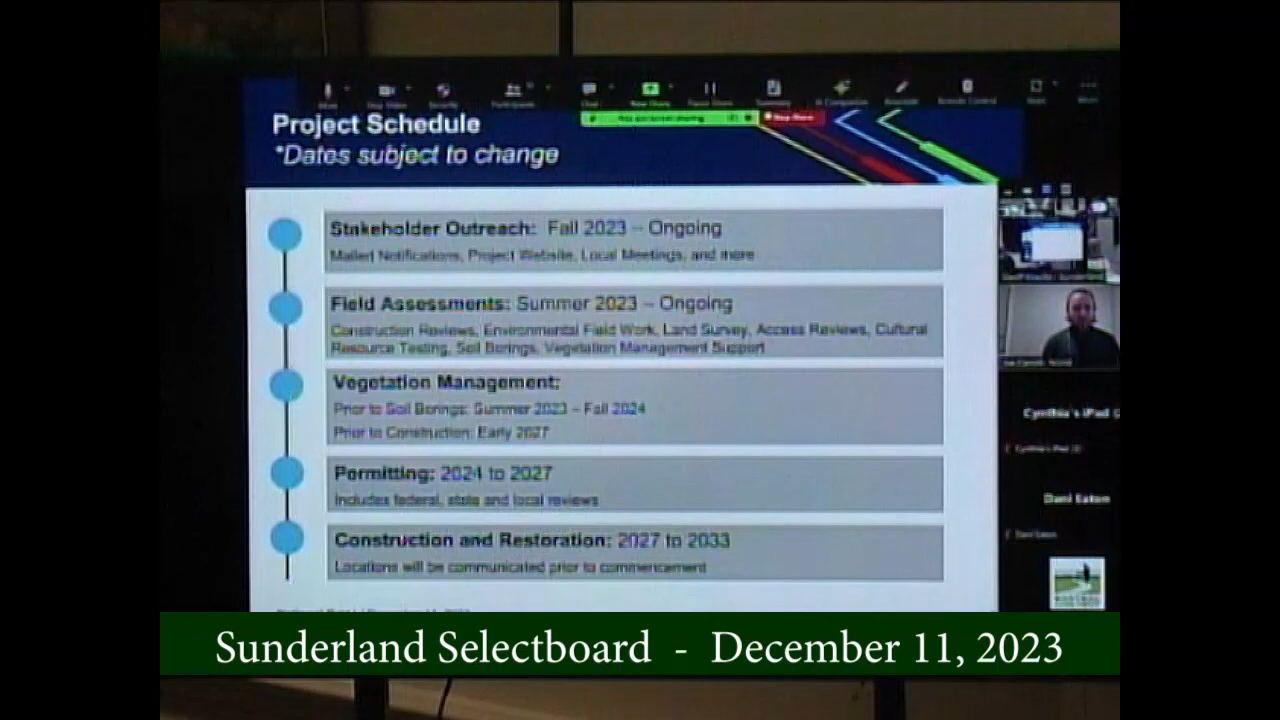 Project Schedule
*Dates subject to change
Stakeholder Outreach: Fall 2023 – Ongoing
Mailed Notifications, Project Website, Local Meetings, and more
Field Assessments: Summer 2023 – Ongoing
Construction Reviews, Environmental Field Work, Land Survey, Access Reviews, Cultural
Resource Testing, Soil Borings, Vegetation Management Support
Vegetation Management:
Prior to Soil Borings: Summer 2023 – Fall 2024
Prior to Construction: Early 2027
Permitting: 2024 to 2027
Includes federal, state and local reviews
Construction and Restoration: 2027 to 2033
Locations will be communicated prior to commencement
Cynthia's iPad
Dani Eaton
Sunderland Selectboard - December 11, 2023